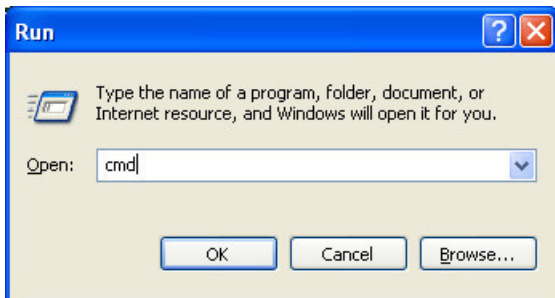 Run
Type the name of a program, folder, document, or
Internet resource, and Windows will open it for you.
Open: cmd
OK Cancel Browse...